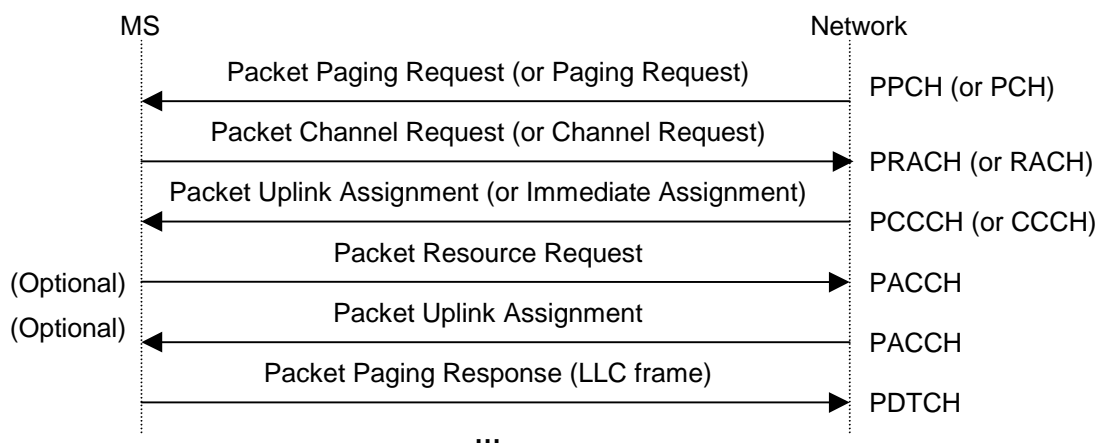 MS Network
Packet Paging Request (or Paging Request)
PPCH (or PCH)
Packet Channel Request (or Channel Request)
PRACH (or RACH)
Packet Uplink Assignment (or Immediate Assignment)
PCCCH (or CCCH)
Packet Resource Request
(Optional) PACCH
Packet Uplink Assignment
(Optional) PACCH
Packet Paging Response (LLC frame)
PDTCH
...